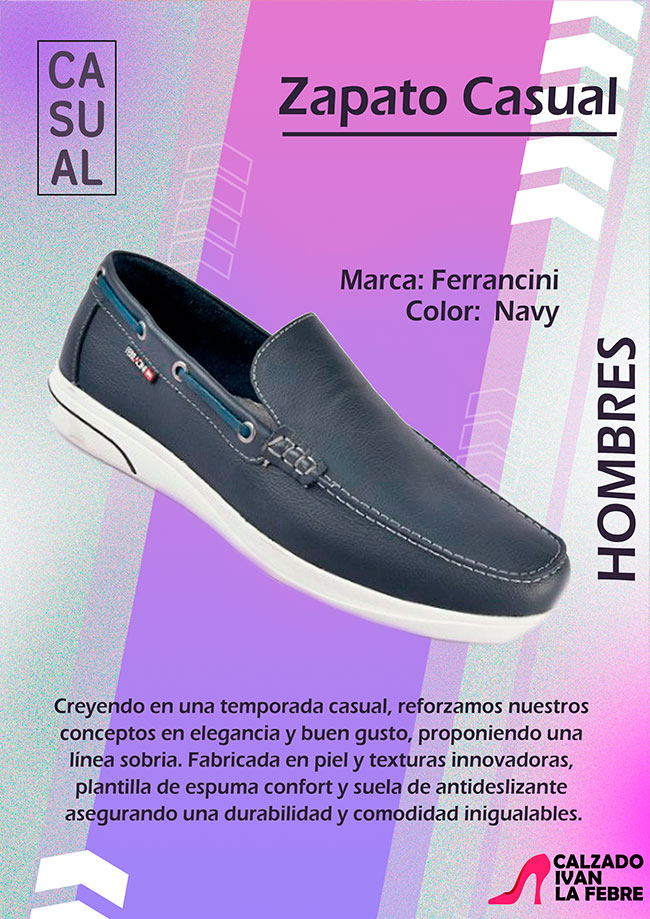 CA
SU
AL
Zapato Casual
Marca: Ferrancini
Color: Navy
HOMBRES
Creyendo en una temporada casual, reforzamos nuestros
conceptos en elegancia y buen gusto, proponiendo una
línea sobria. Fabricada en piel y texturas innovadoras,
plantilla de espuma confort y suela de antideslizante
asegurando una durabilidad y comodidad inigualables.
CALZADO
IVAN
LA FEBRE